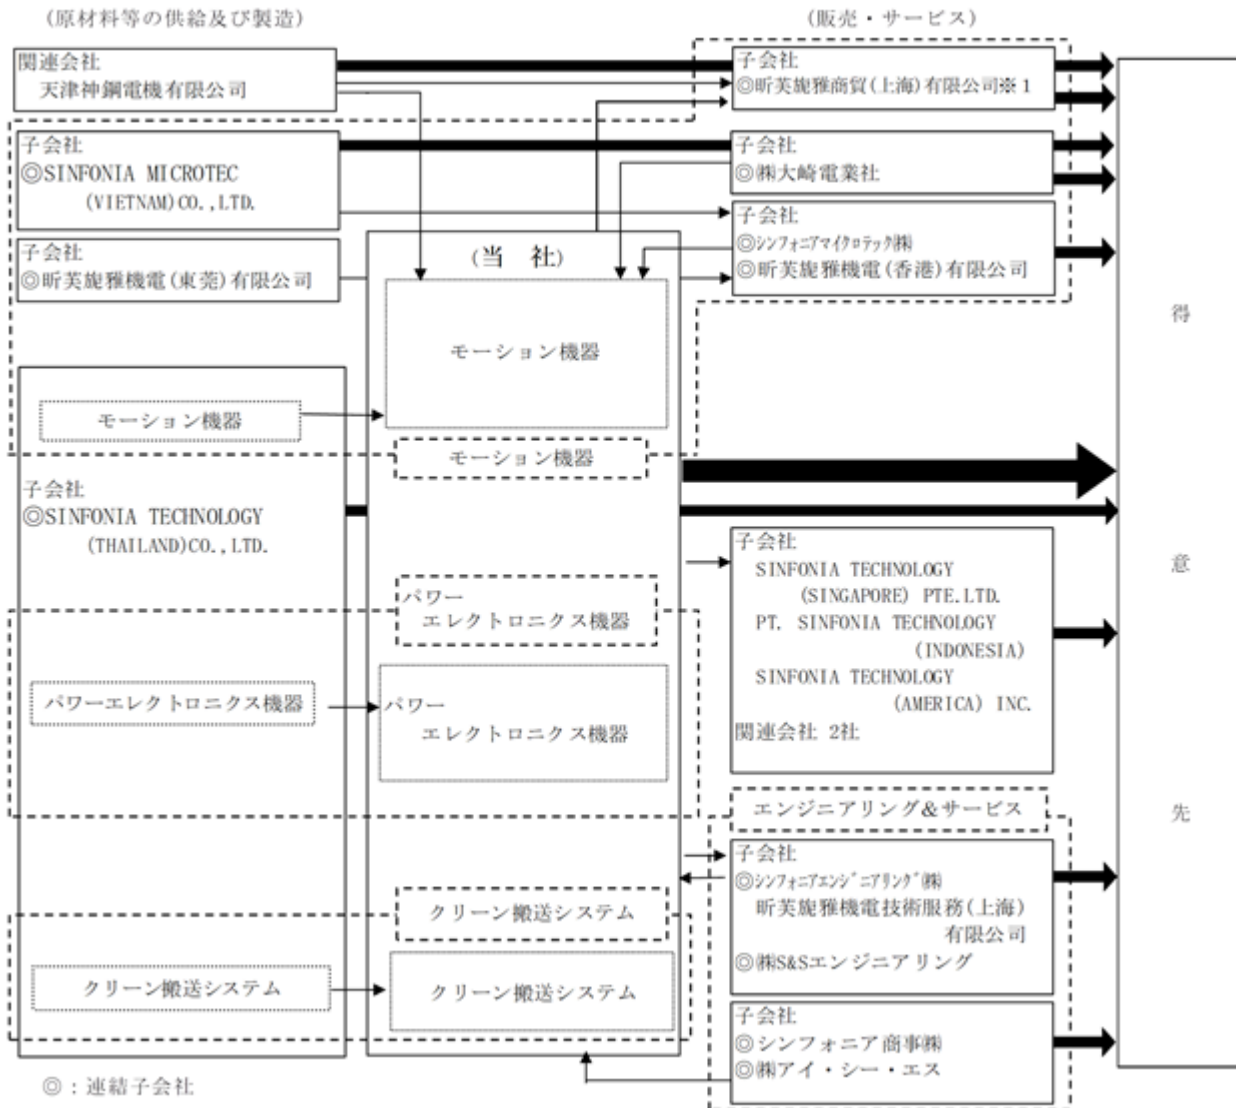 (原材料等の供給及び製造)
(販売・サービス)
関連会社
天津神鋼電機有限公司
子会社
◎SINFONIA MICROTEC
(VIETNAM)CO.,LTD.
子会社
◎昕芙旎雅機電(東莞)有限公司
モーション機器
子会社
◎SINFONIA TECHNOLOGY
(THAILAND)CO.,LTD.
パワーエレクトロニクス機器
クリーン搬送システム
(当 社)
モーション機器
モーション機器
パワー
エレクトロニクス機器
パワー
エレクトロニクス機器
クリーン搬送システム
クリーン搬送システム
子会社
◎昕芙旎雅商貿(上海)有限公司※1
子会社
◎㈱大崎電業社
子会社
◎シンフォニアマイクロテック㈱
◎昕芙旎雅機電(香港)有限公司
子会社
SINFONIA TECHNOLOGY
(SINGAPORE) PTE.LTD.
PT. SINFONIA TECHNOLOGY
(INDONESIA)
SINFONIA TECHNOLOGY
(AMERICA) INC.
関連会社 2社
エンジニアリング&サービス
子会社
◎シンフォニアエンジニアリング㈱
昕芙旎雅機電技術服務(上海)
有限公司
◎㈱S&Sエンジニアリング
子会社
◎シンフォニア商事㈱
◎㈱アイ・シー・エス
得
意
先
◎：連結子会社